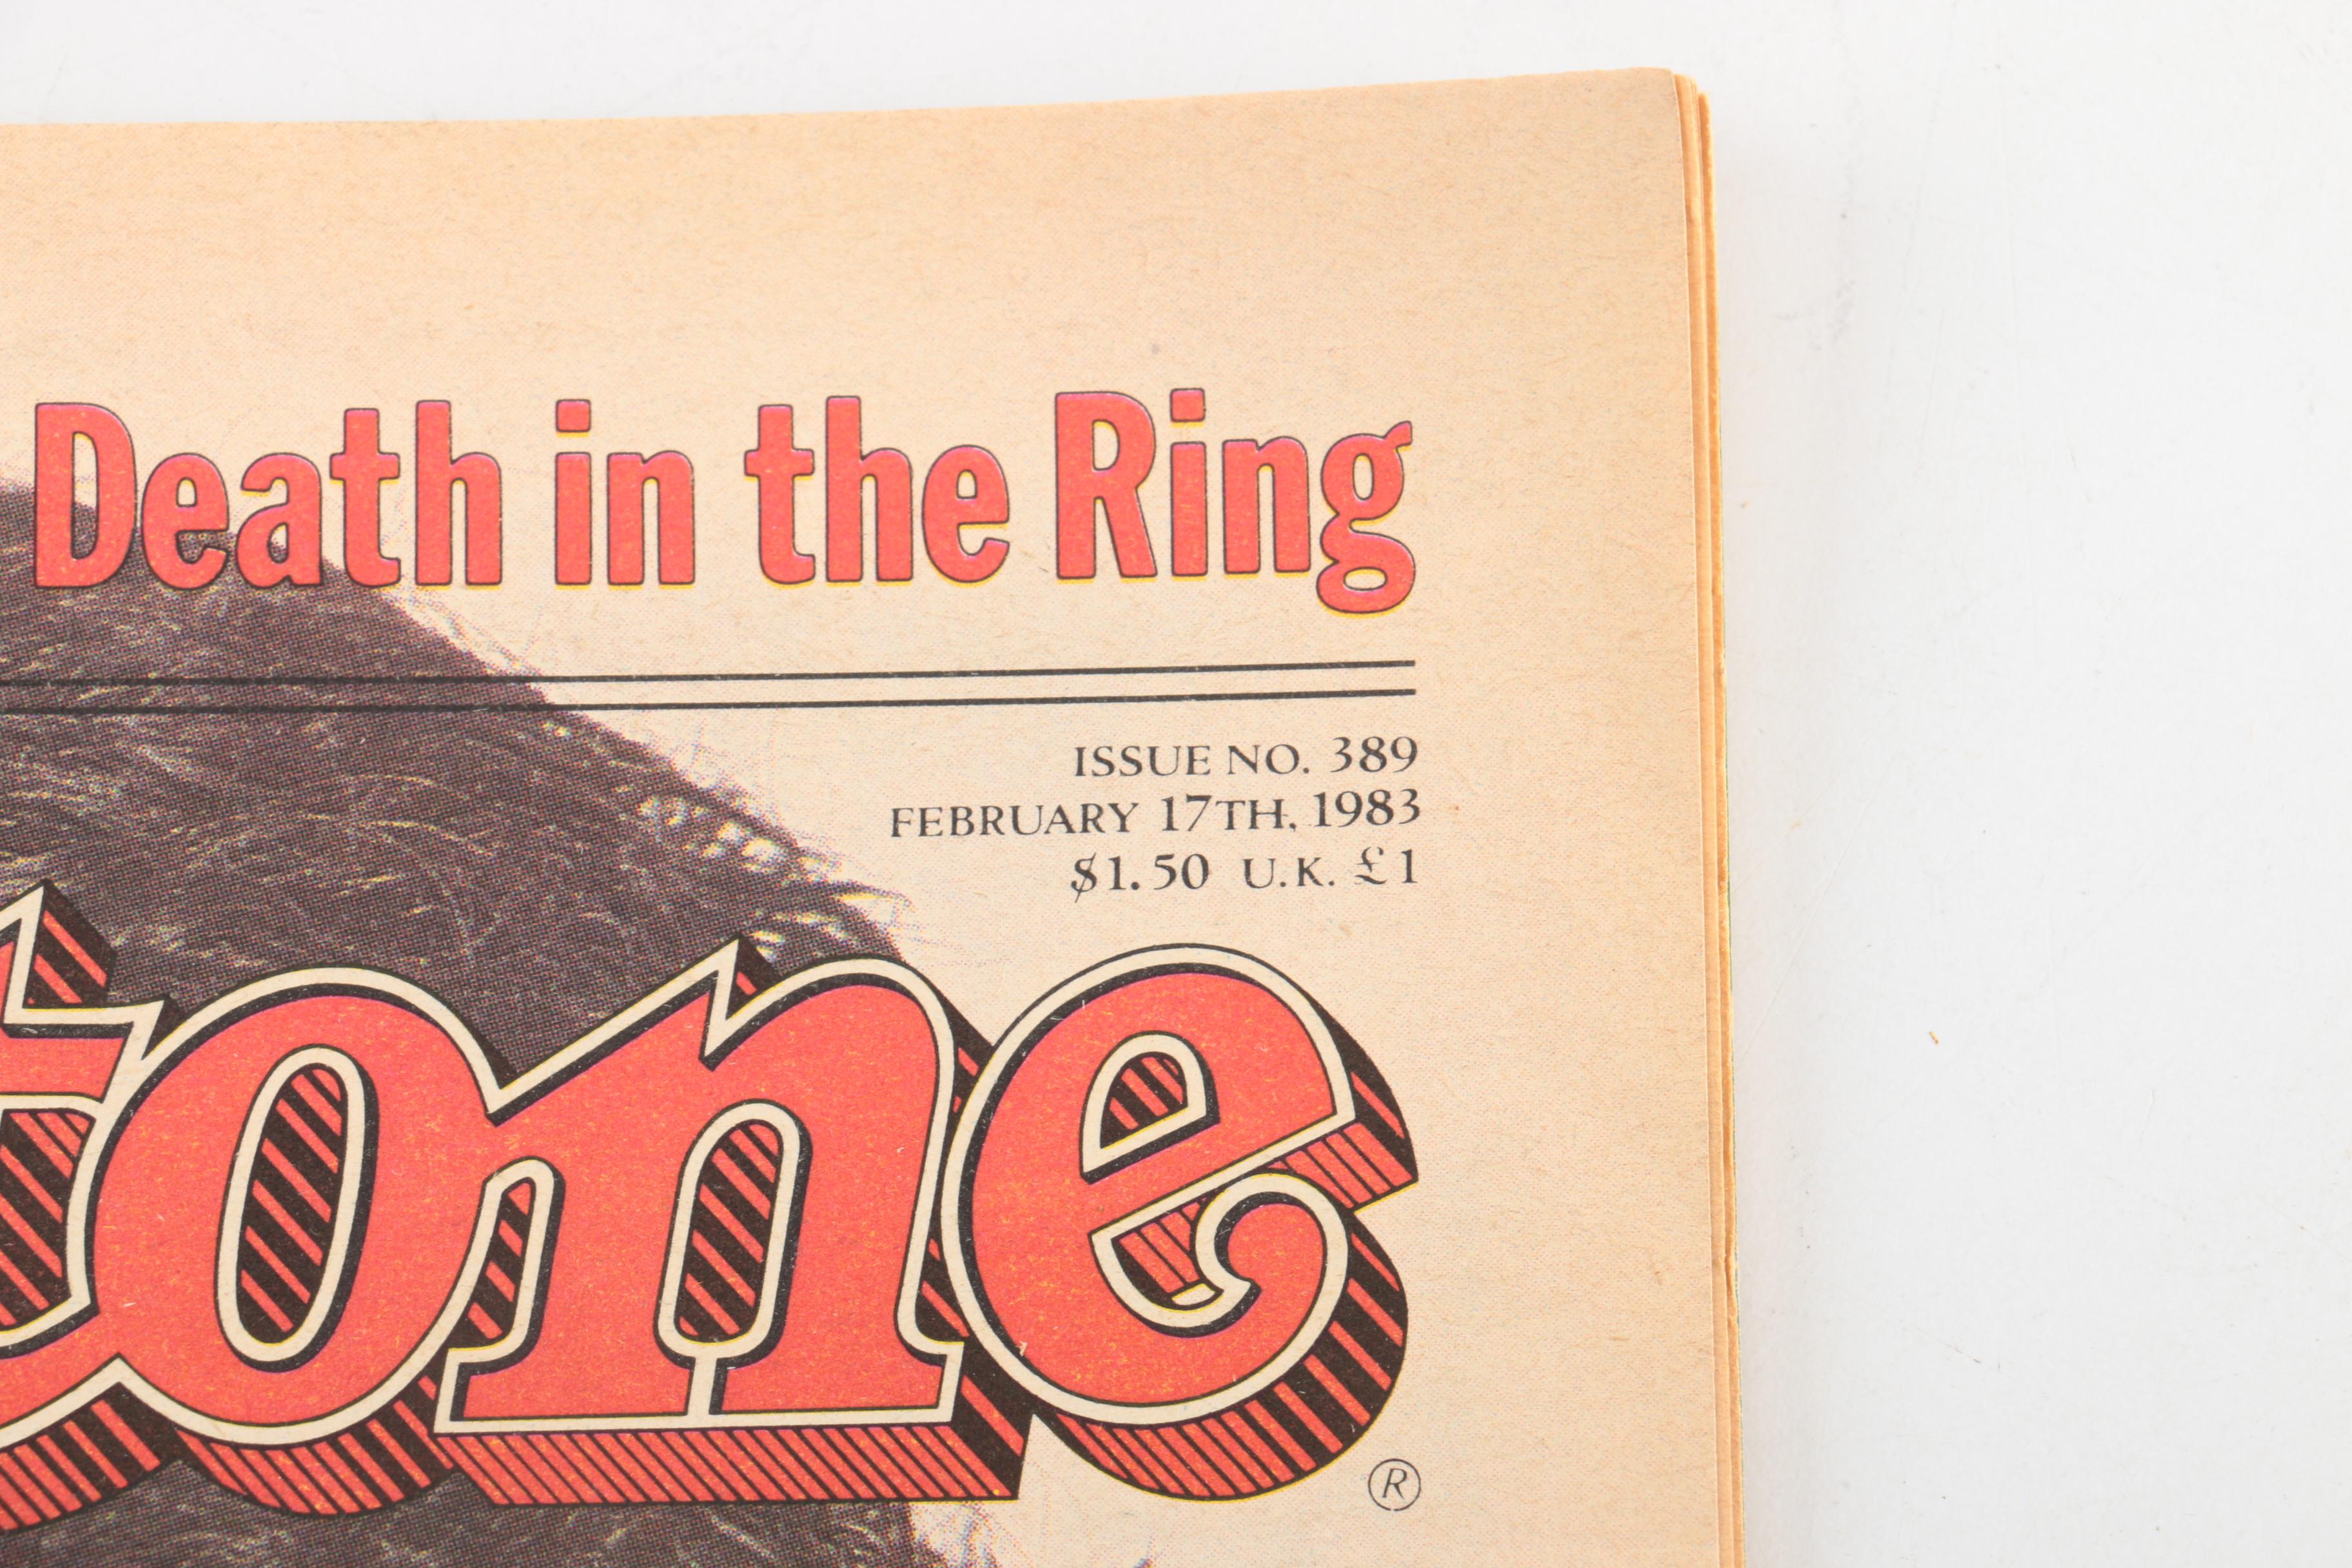 Death in the Ring
ISSUE NO. 389
FEBRUARY 17TH, 1983
$1.50 U.K. £1
tone
®